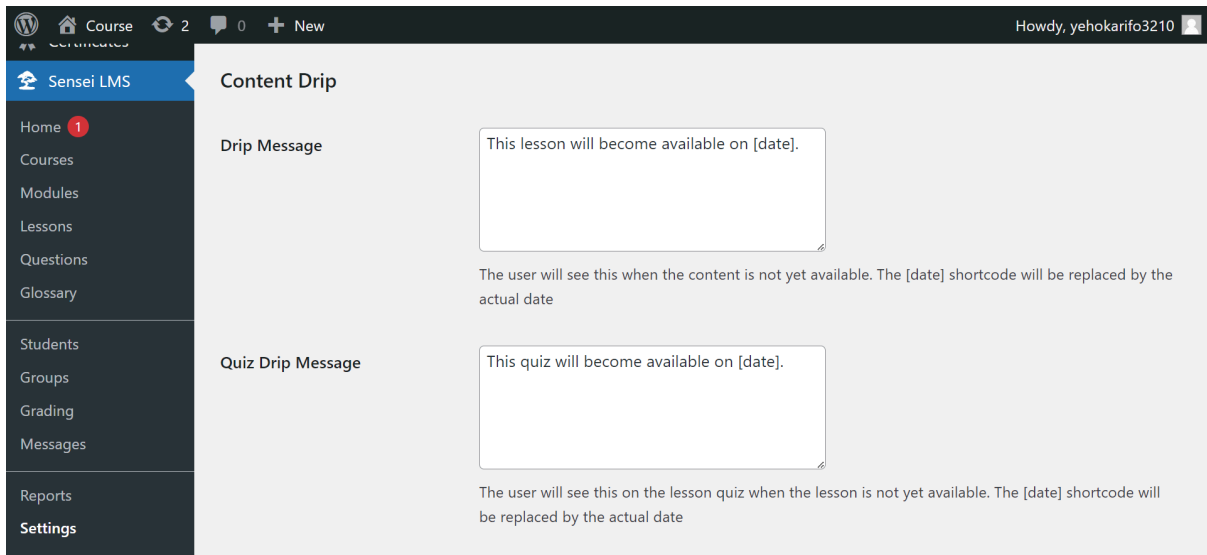 Course 2 0 New Howdy, yehokarifo3210
Certificates
Sensei LMS
Home 1
Courses
Modules
Lessons
Questions
Glossary
Students
Groups
Grading
Messages
Reports
Settings
Content Drip
Drip Message
This lesson will become available on [date].
The user will see this when the content is not yet available. The [date] shortcode will be replaced by the
actual date
Quiz Drip Message
This quiz will become available on [date].
The user will see this on the lesson quiz when the lesson is not yet available. The [date] shortcode will
be replaced by the actual date